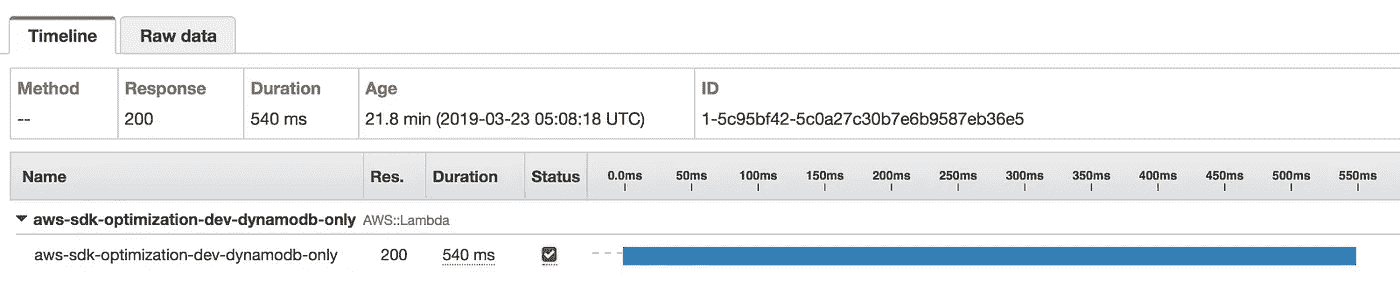 Timeline Raw data
Method Response Duration Age ID
-- 200 540 ms 21.8 min (2019-03-23 05:08:18 UTC) 1-5c95bf42-5c0a27c30b7e6b9587eb36e5
Name Res. Duration Status 0.0ms 50ms 100ms 150ms 200ms 250ms 300ms 350ms 400ms 450ms 500ms 550ms
aws-sdk-optimization-dev-dynamodb-only AWS::Lambda
aws-sdk-optimization-dev-dynamodb-only 200 540 ms